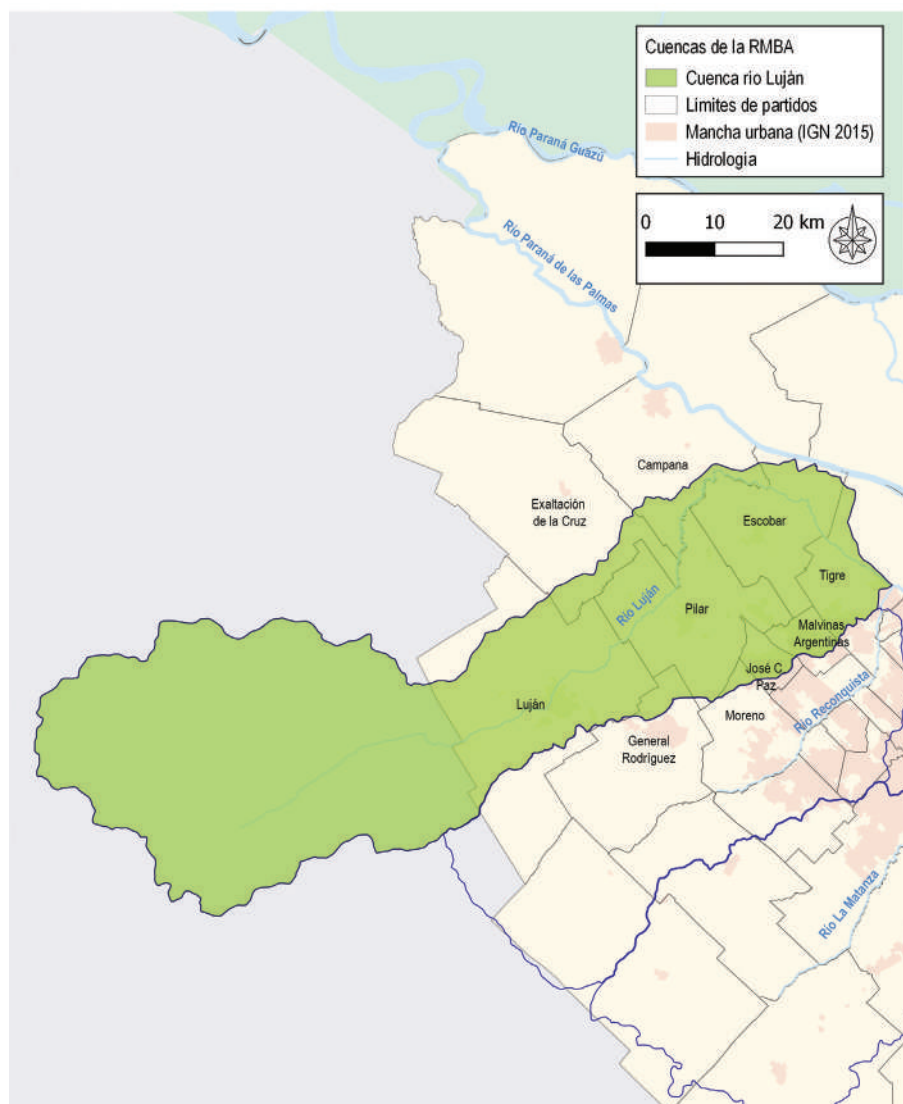 Cuencas de la RMBA
Cuenca rio Luján
Límites de partidos
Mancha urbana (IGN 2015)
Hidrología
0 10 20 km
Río Paraná Guazú
Río Paraná de las Palmas
Campana
Exaltación
de la Cruz
Escobar
Tigre
Río Luján
Pilar
Malvinas
Argentinas
José C.
Paz
Luján
Moreno
Río Reconquista
General
Rodríguez
Río La Matanza